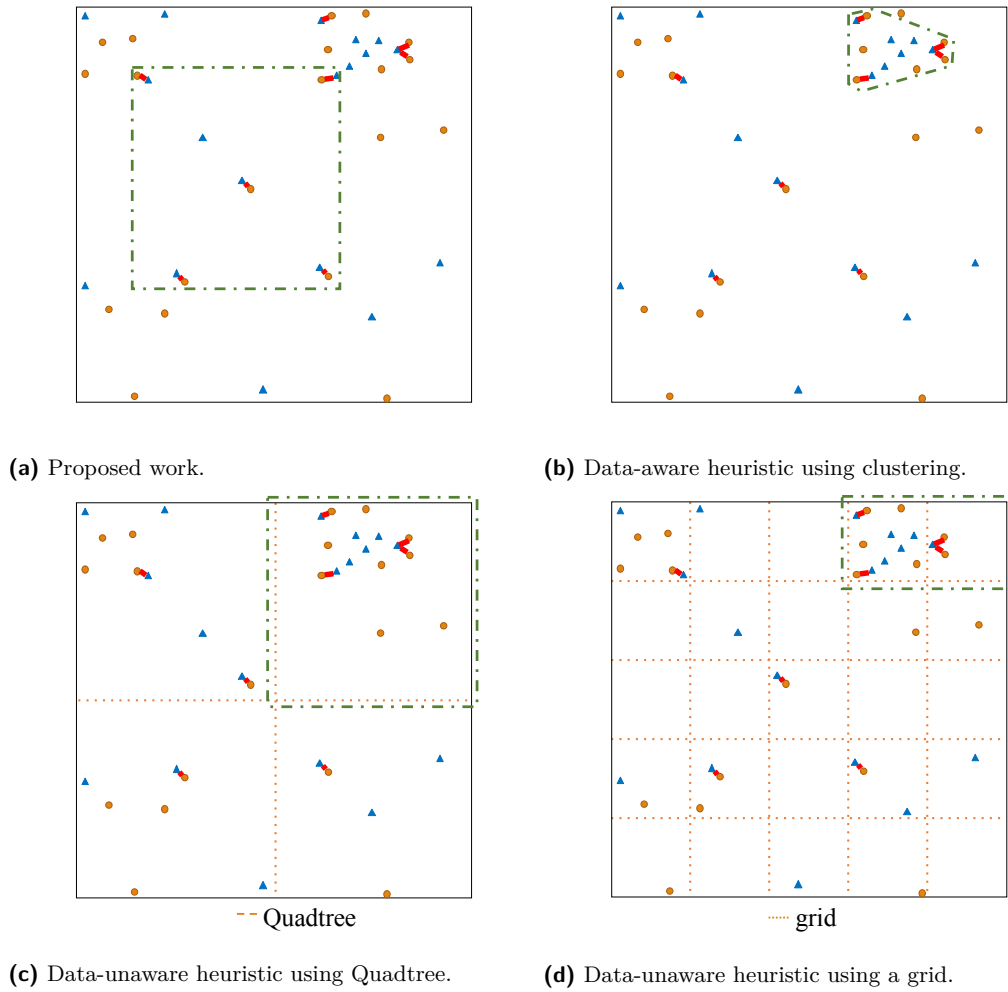 (a) Proposed work.
(b) Data-aware heuristic using clustering.
Quadtree
grid
(c) Data-unaware heuristic using Quadtree.
(d) Data-unaware heuristic using a grid.